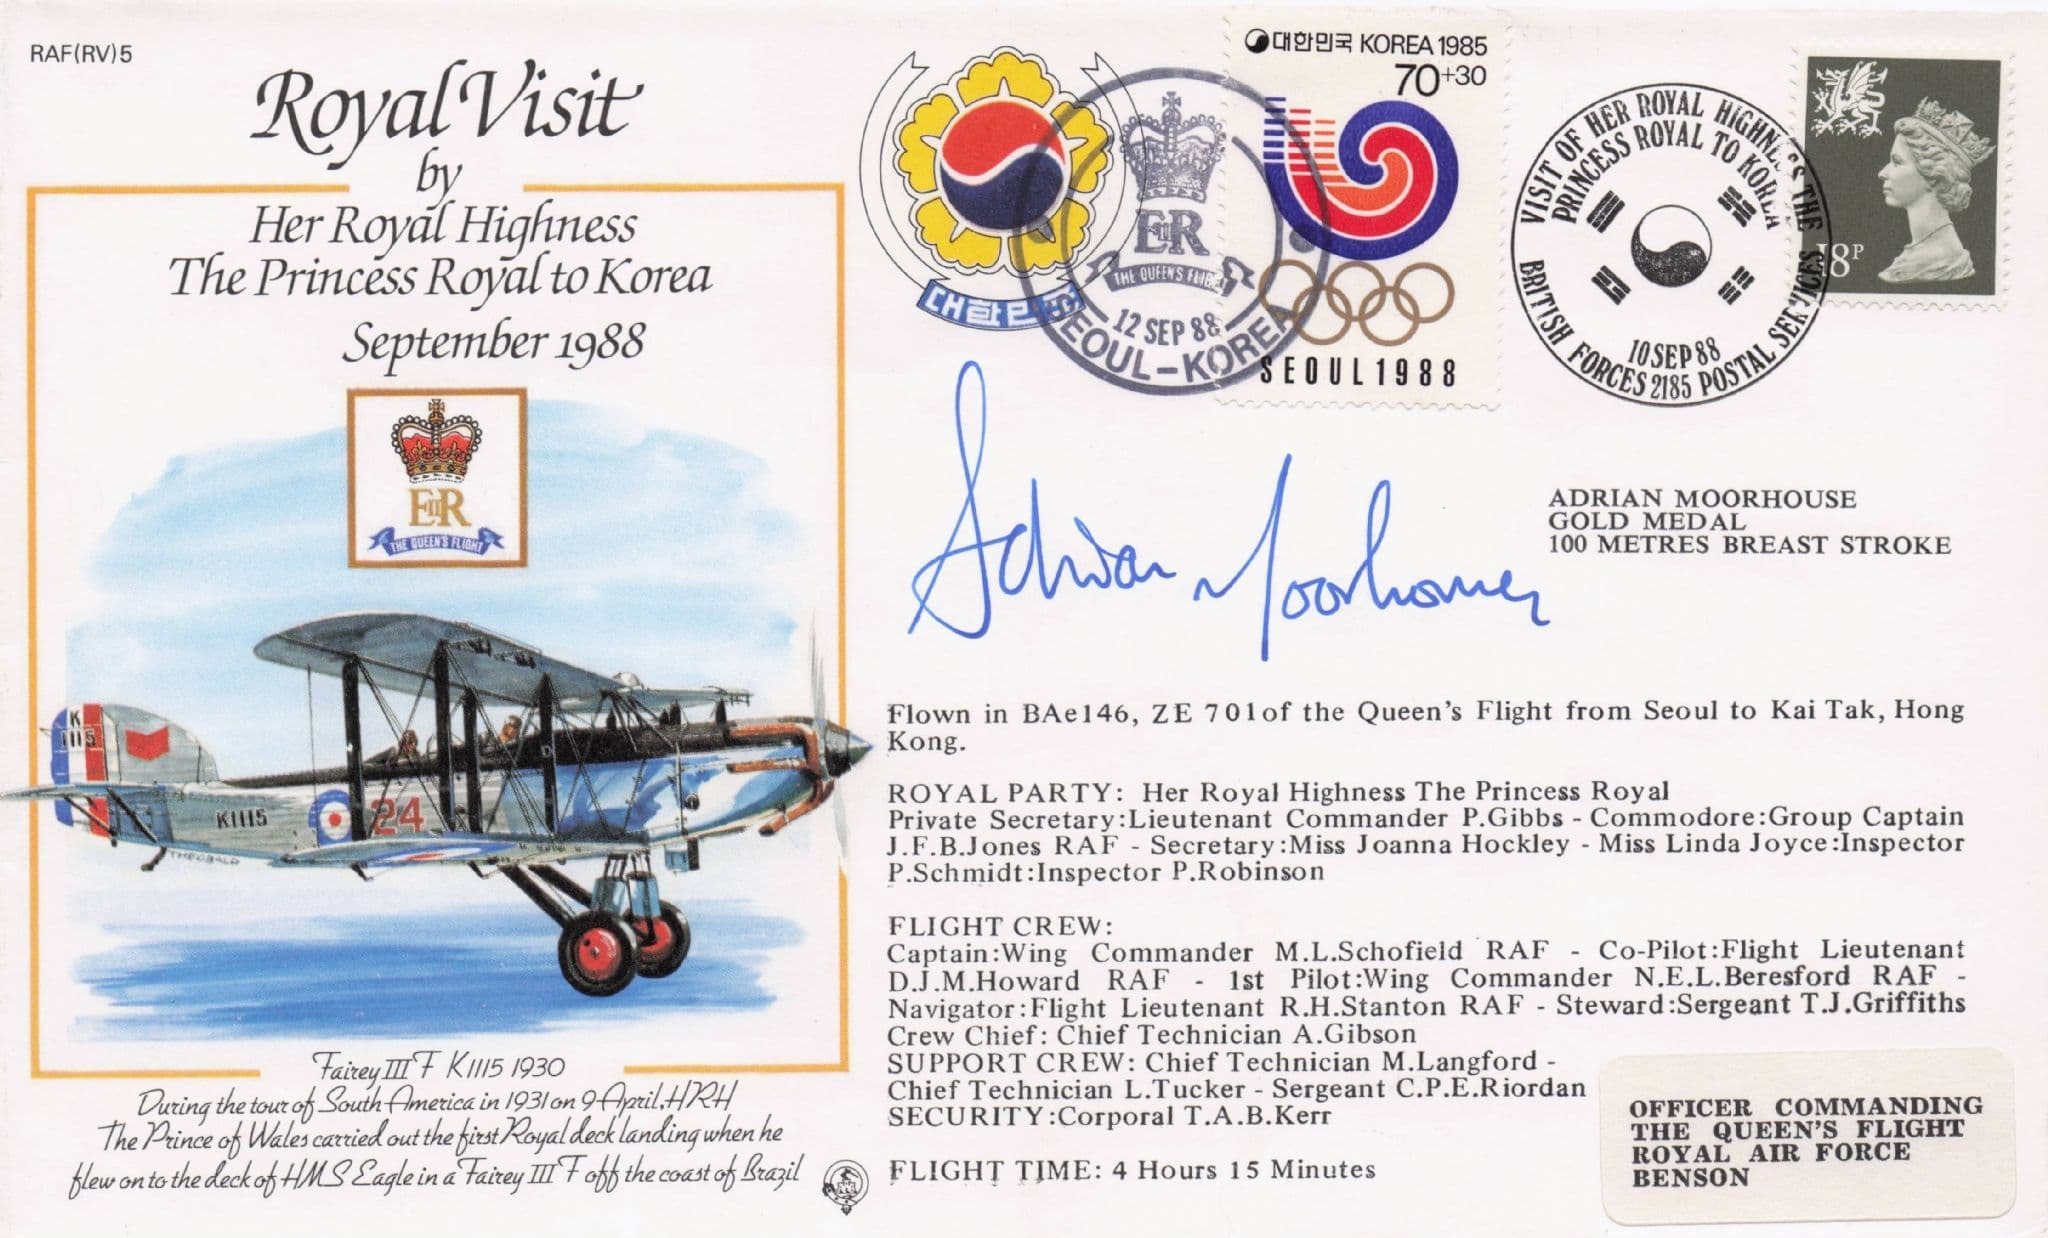 RAF(RV)5
Royal Visit
by
Her Royal Highness
The Princess Royal to Korea
September 1988
EIIR
THE QUEEN'S FLIGHT
K
1115
K1115
24
THEOBALD
Fairey III F K1115 1930
During the tour of South America in 1931 on 9 April, HRH
The Prince of Wales carried out the first Royal deck landing when he
flew on to the deck of HMS Eagle in a Fairey III F off the coast of Brazil
대한민국
EIIR
THE QUEEN'S FLIGHT
12 SEP 88
SEOUL-KOREA
대한민국 KOREA 1985
70+30
SEOUL 1988
VISIT OF HER ROYAL HIGHNESS THE
PRINCESS ROYAL TO KOREA
10 SEP 88
BRITISH FORCES 2185 POSTAL SERVICES
18P
Adrian Moorhouse
ADRIAN MOORHOUSE
GOLD MEDAL
100 METRES BREAST STROKE
Flown in BAe146, ZE 701of the Queen's Flight from Seoul to Kai Tak, Hong
Kong.
ROYAL PARTY: Her Royal Highness The Princess Royal
Private Secretary:Lieutenant Commander P.Gibbs - Commodore:Group Captain
J.F.B.Jones RAF - Secretary:Miss Joanna Hockley - Miss Linda Joyce:Inspector
P.Schmidt:Inspector P.Robinson
FLIGHT CREW:
Captain:Wing Commander M.L.Schofield RAF - Co-Pilot:Flight Lieutenant
D.J.M.Howard RAF - 1st Pilot:Wing Commander N.E.L.Beresford RAF -
Navigator:Flight Lieutenant R.H.Stanton RAF - Steward:Sergeant T.J.Griffiths
Crew Chief: Chief Technician A.Gibson
SUPPORT CREW: Chief Technician M.Langford -
Chief Technician L.Tucker - Sergeant C.P.E.Riordan
SECURITY:Corporal T.A.B.Kerr
FLIGHT TIME: 4 Hours 15 Minutes
OFFICER COMMANDING
THE QUEEN'S FLIGHT
ROYAL AIR FORCE
BENSON